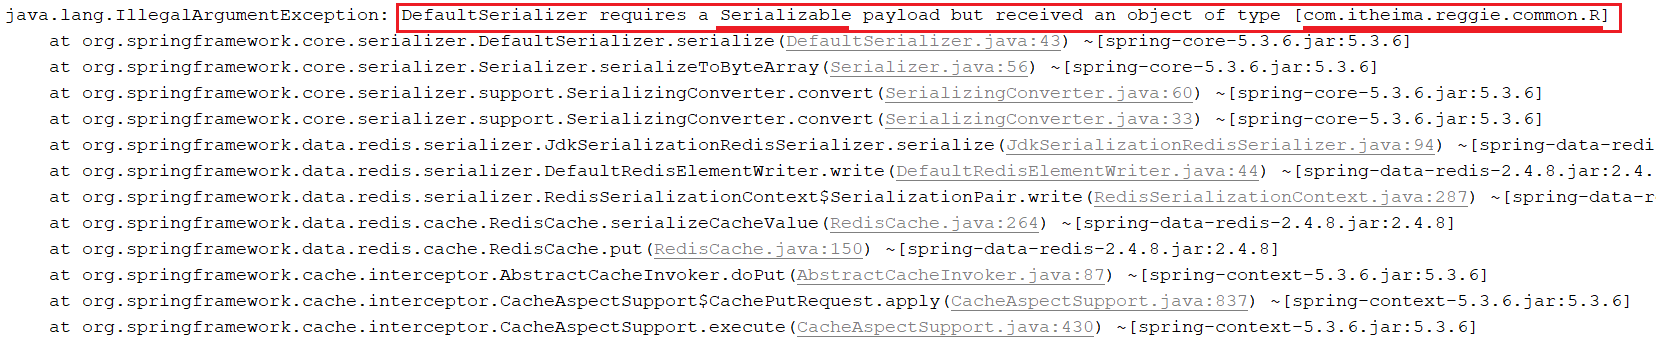 java.lang.IllegalArgumentException: DefaultSerializer requires a Serializable payload but received an object of type [com.itheima.reggie.common.R]
at org.springframework.core.serializer.DefaultSerializer.serialize(DefaultSerializer.java:43) ~[spring-core-5.3.6.jar:5.3.6]
at org.springframework.core.serializer.Serializer.serializeToByteArray(Serializer.java:56) ~[spring-core-5.3.6.jar:5.3.6]
at org.springframework.core.serializer.support.SerializingConverter.convert(SerializingConverter.java:60) ~[spring-core-5.3.6.jar:5.3.6]
at org.springframework.core.serializer.support.SerializingConverter.convert(SerializingConverter.java:33) ~[spring-core-5.3.6.jar:5.3.6]
at org.springframework.data.redis.serializer.JdkSerializationRedisSerializer.serialize(JdkSerializationRedisSerializer.java:94) ~[spring-data-redi
at org.springframework.data.redis.serializer.DefaultRedisElementWriter.write(DefaultRedisElementWriter.java:44) ~[spring-data-redis-2.4.8.jar:2.4.
at org.springframework.data.redis.serializer.RedisSerializationContext$SerializationPair.write(RedisSerializationContext.java:287) ~[spring-data-r
at org.springframework.data.redis.cache.RedisCache.serializeCacheValue(RedisCache.java:264) ~[spring-data-redis-2.4.8.jar:2.4.8]
at org.springframework.data.redis.cache.RedisCache.put(RedisCache.java:150) ~[spring-data-redis-2.4.8.jar:2.4.8]
at org.springframework.cache.interceptor.AbstractCacheInvoker.doPut(AbstractCacheInvoker.java:87) ~[spring-context-5.3.6.jar:5.3.6]
at org.springframework.cache.interceptor.CacheAspectSupport$CachePutRequest.apply(CacheAspectSupport.java:837) ~[spring-context-5.3.6.jar:5.3.6]
at org.springframework.cache.interceptor.CacheAspectSupport.execute(CacheAspectSupport.java:430) ~[spring-context-5.3.6.jar:5.3.6]